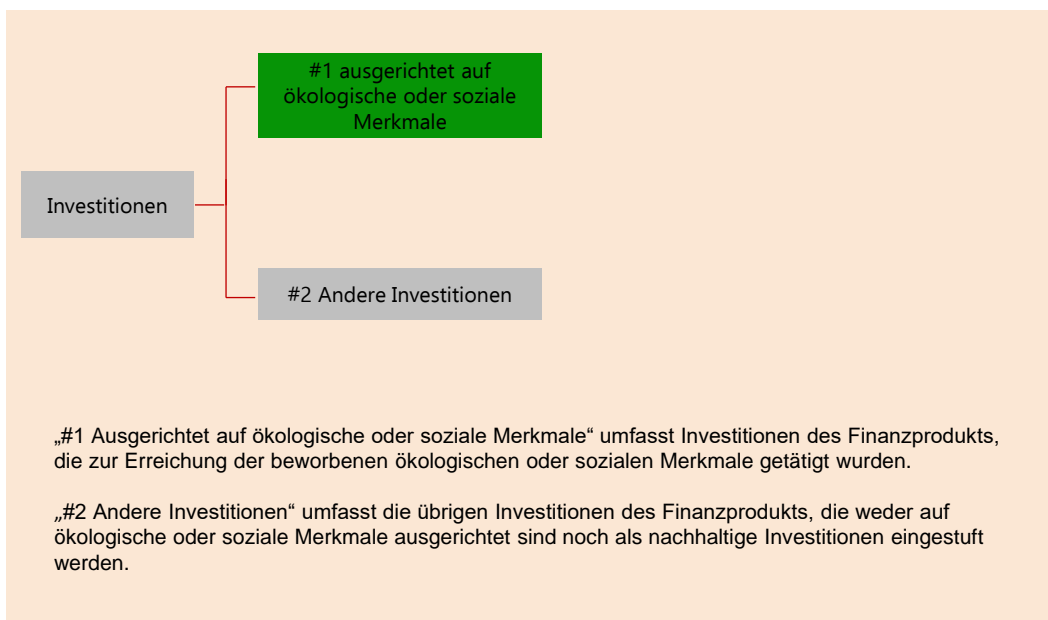 #1 ausgerichtet auf
ökologische oder soziale
Merkmale
Investitionen
#2 Andere Investitionen
„#1 Ausgerichtet auf ökologische oder soziale Merkmale“ umfasst Investitionen des Finanzprodukts,
die zur Erreichung der beworbenen ökologischen oder sozialen Merkmale getätigt wurden.
„#2 Andere Investitionen“ umfasst die übrigen Investitionen des Finanzprodukts, die weder auf
ökologische oder soziale Merkmale ausgerichtet sind noch als nachhaltige Investitionen eingestuft
werden.